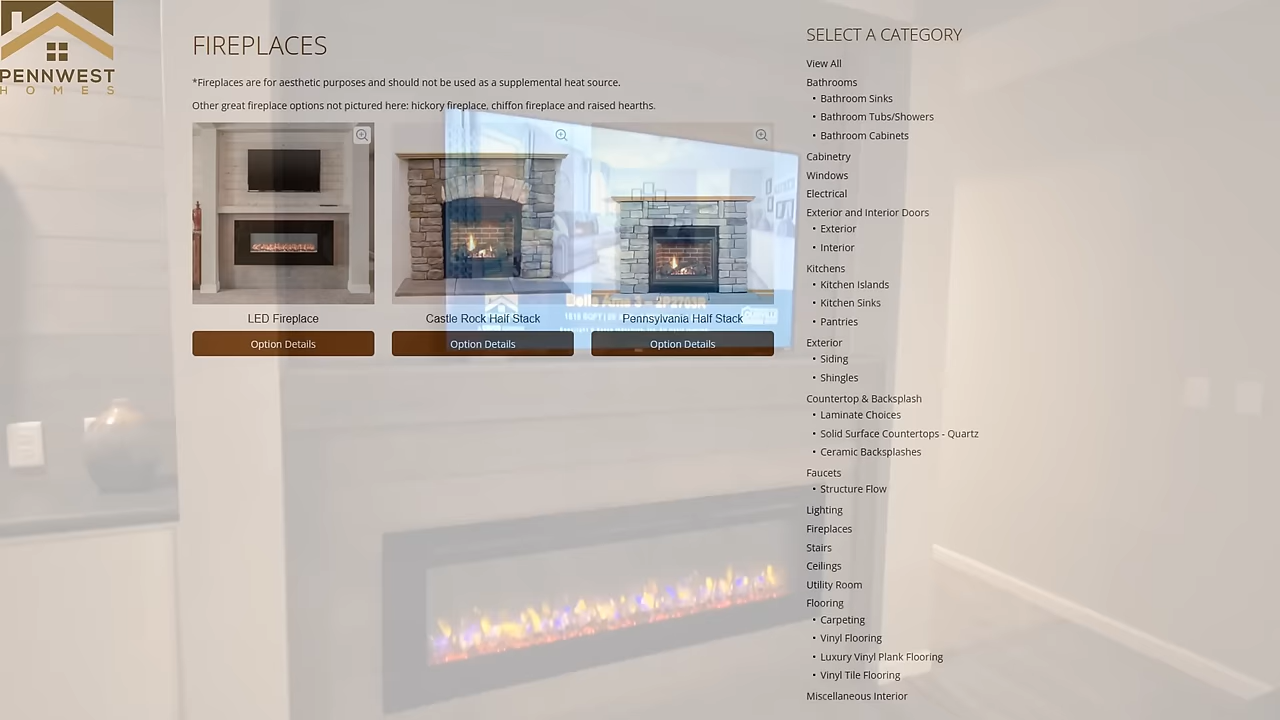 PENNWEST
HOMES
FIREPLACES
*Fireplaces are for aesthetic purposes and should not be used as a supplemental heat source.
Other great fireplace options not pictured here: hickory fireplace, chiffon fireplace and raised hearths.
LED Fireplace
Castle Rock Half Stack
Pennsylvania Half Stack
Option Details
Option Details
Option Details
SELECT A CATEGORY
View All
Bathrooms
• Bathroom Sinks
• Bathroom Tubs/Showers
• Bathroom Cabinets
Cabinetry
Windows
Electrical
Exterior and Interior Doors
• Exterior
• Interior
Kitchens
• Kitchen Islands
• Kitchen Sinks
• Pantries
Exterior
• Siding
• Shingles
Countertop & Backsplash
• Laminate Choices
• Solid Surface Countertops - Quartz
• Ceramic Backsplashes
Faucets
• Structure Flow
Lighting
Fireplaces
Stairs
Ceilings
Utility Room
Flooring
• Carpeting
• Vinyl Flooring
• Luxury Vinyl Plank Flooring
• Vinyl Tile Flooring
Miscellaneous Interior